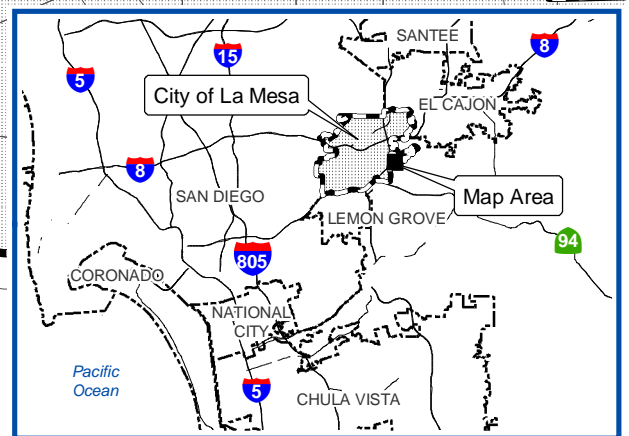 SANTEE
8
15
5
City of La Mesa
EL CAJON
8
SAN DIEGO
Map Area
LEMON GROVE
94
805
CORONADO
NATIONAL
CITY
Pacific
Ocean
5
CHULA VISTA